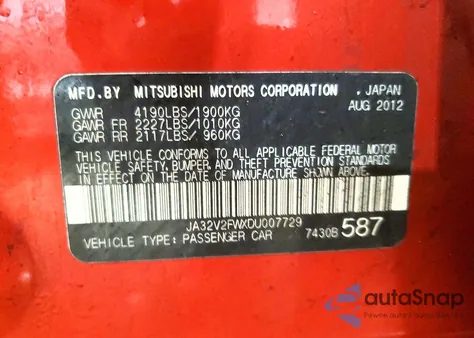 MFD.BY MITSUBISHI MOTORS CORPORATION, JAPAN
GVWR 4190LBS/1900KG AUG 2012
GAWR FR 2227LBS/1010KG
GAWR RR 2117LBS/ 960KG
THIS VEHICLE CONFORMS TO ALL APPLICABLE FEDERAL MOTOR
VEHICLE SAFETY, BUMPER, AND THEFT PREVENTION STANDARDS
IN EFFECT ON THE DATE OF MANUFACTURE SHOWN ABOVE.
JA32V2FWXDU007729
VEHICLE TYPE: PASSENGER CAR 7430B 587
autoSnap
Pewne auto